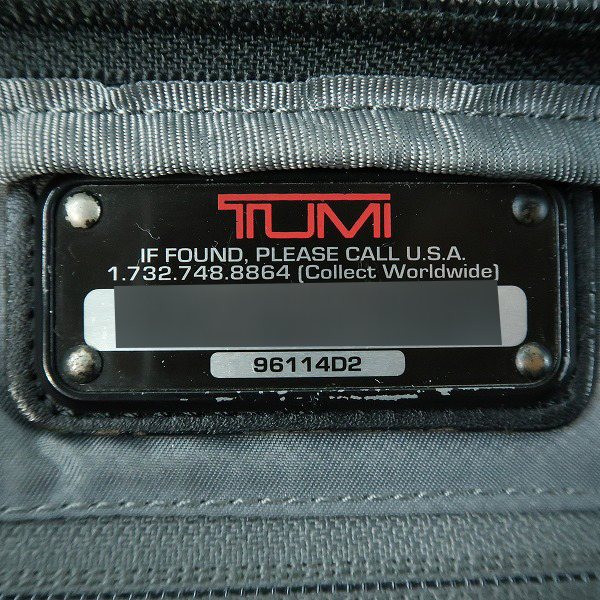 TUMI
IF FOUND, PLEASE CALL U.S.A.
1.732.748.8864 (Collect Worldwide)
96114D2